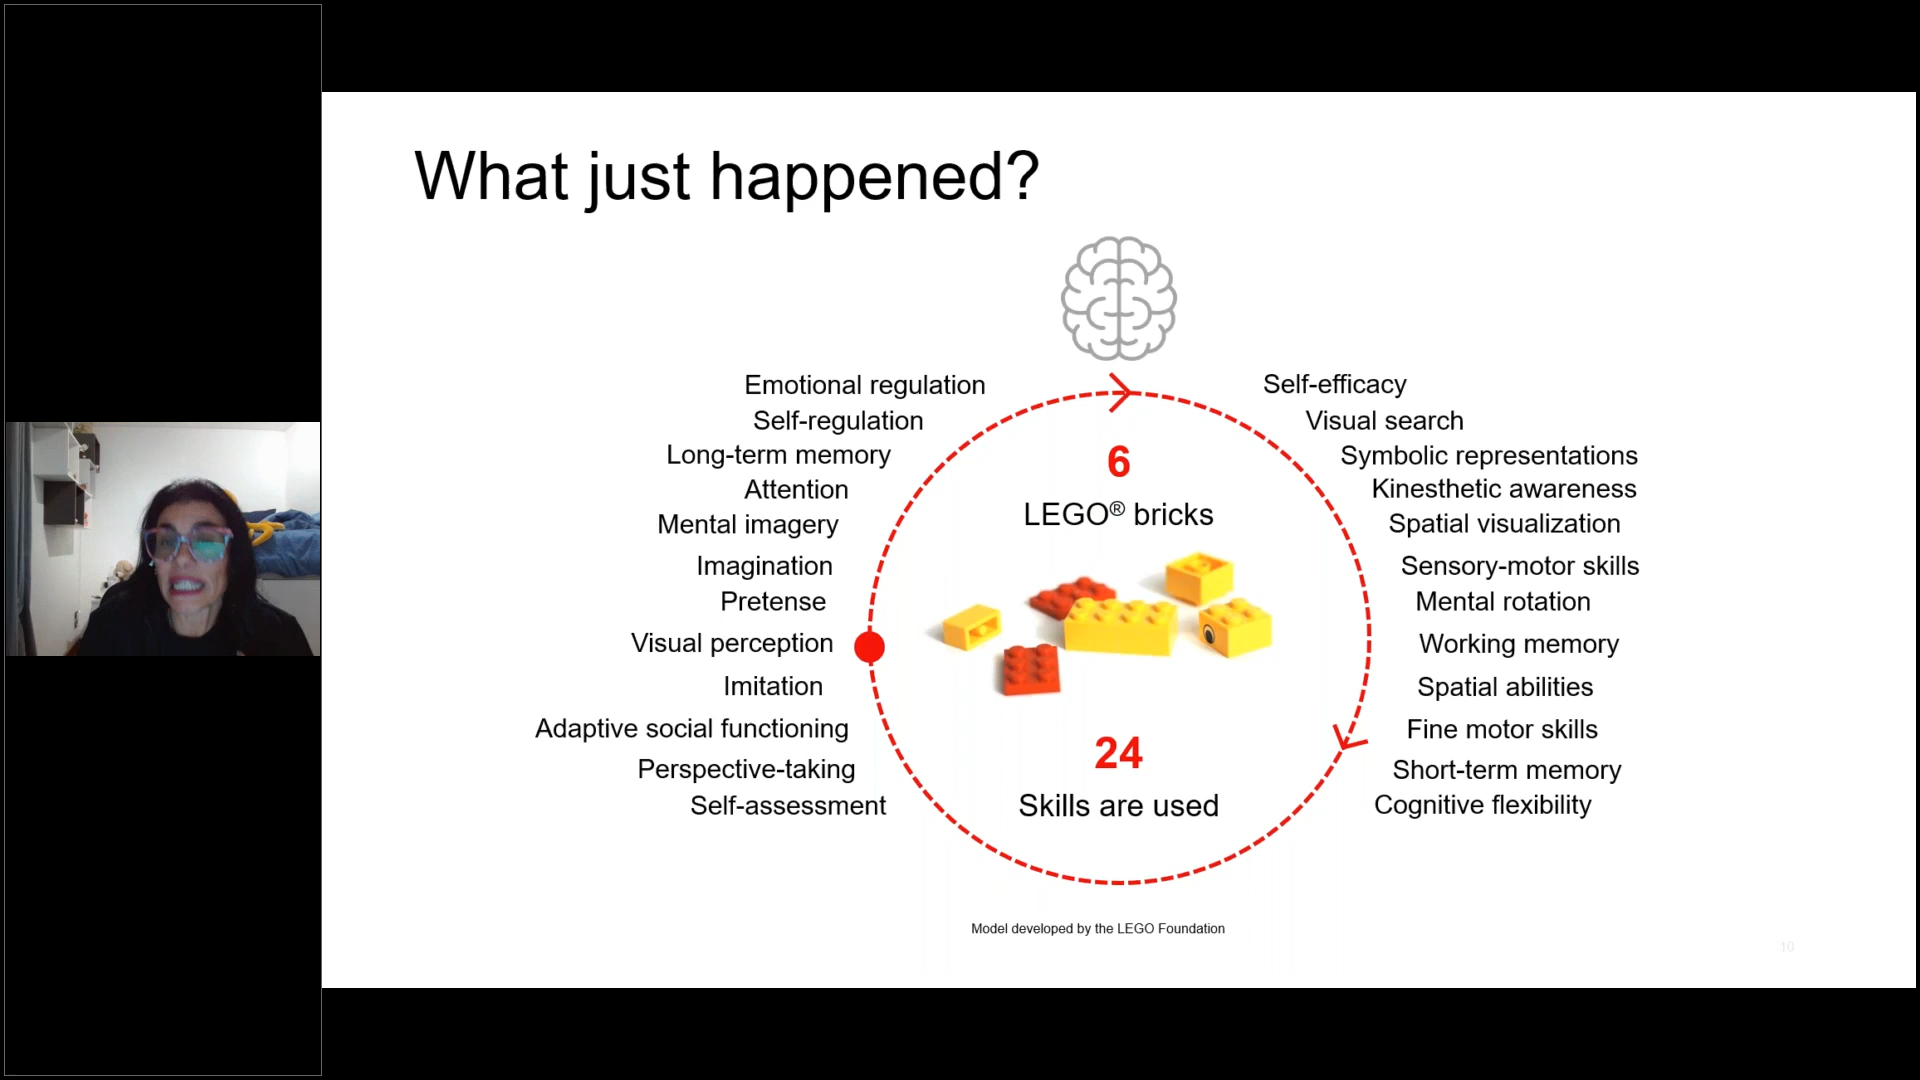 What just happened?
Emotional regulation
Self-regulation
Long-term memory
Attention
Mental imagery
Imagination
Pretense
Visual perception
Imitation
Adaptive social functioning
Perspective-taking
Self-assessment
6
LEGO® bricks
24
Skills are used
Self-efficacy
Visual search
Symbolic representations
Kinesthetic awareness
Spatial visualization
Sensory-motor skills
Mental rotation
Working memory
Spatial abilities
Fine motor skills
Short-term memory
Cognitive flexibility
Model developed by the LEGO Foundation
10